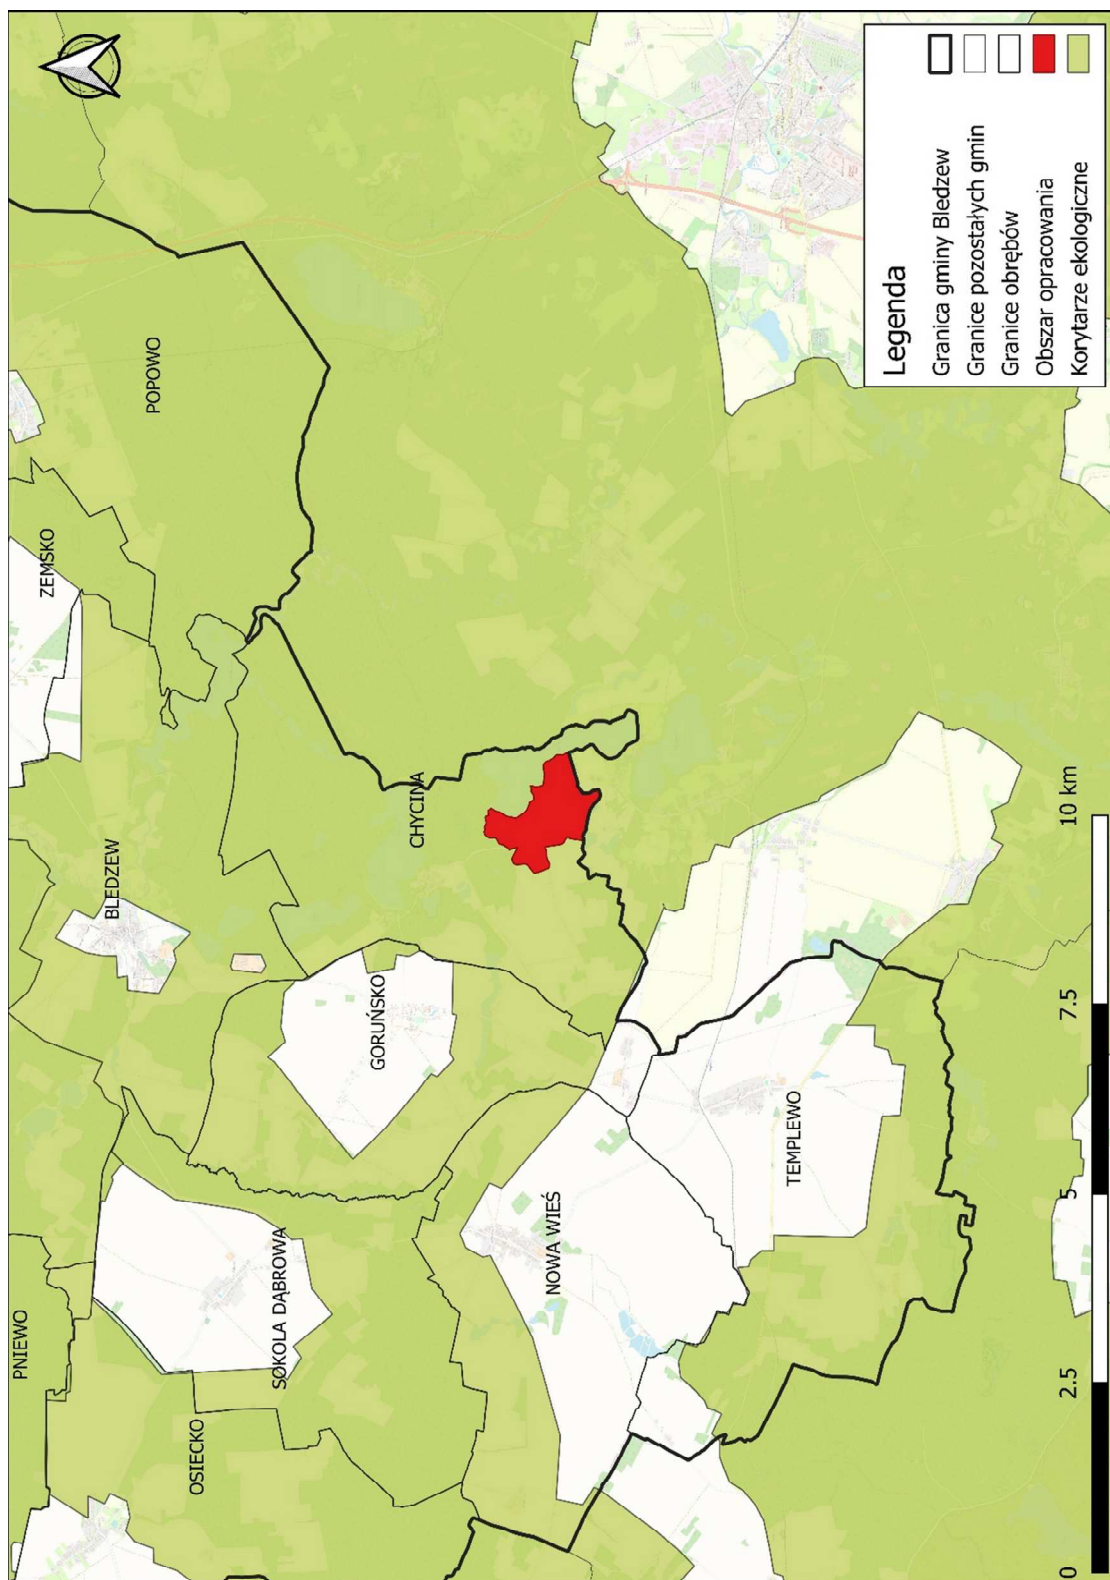 PNIEWO
ZEMSKO
BLEDZEW
POPOWO
OSIECKO
SOKOLA DĄBROWA
GORUŃSKO
CHYCINA
NOWA WIEŚ
TEMPLEWO
Legenda
Granica gminy Bledzew
Granice pozostałych gmin
Granice obrębów
Obszar opracowania
Korytarze ekologiczne
0 2.5 5 7.5 10 km